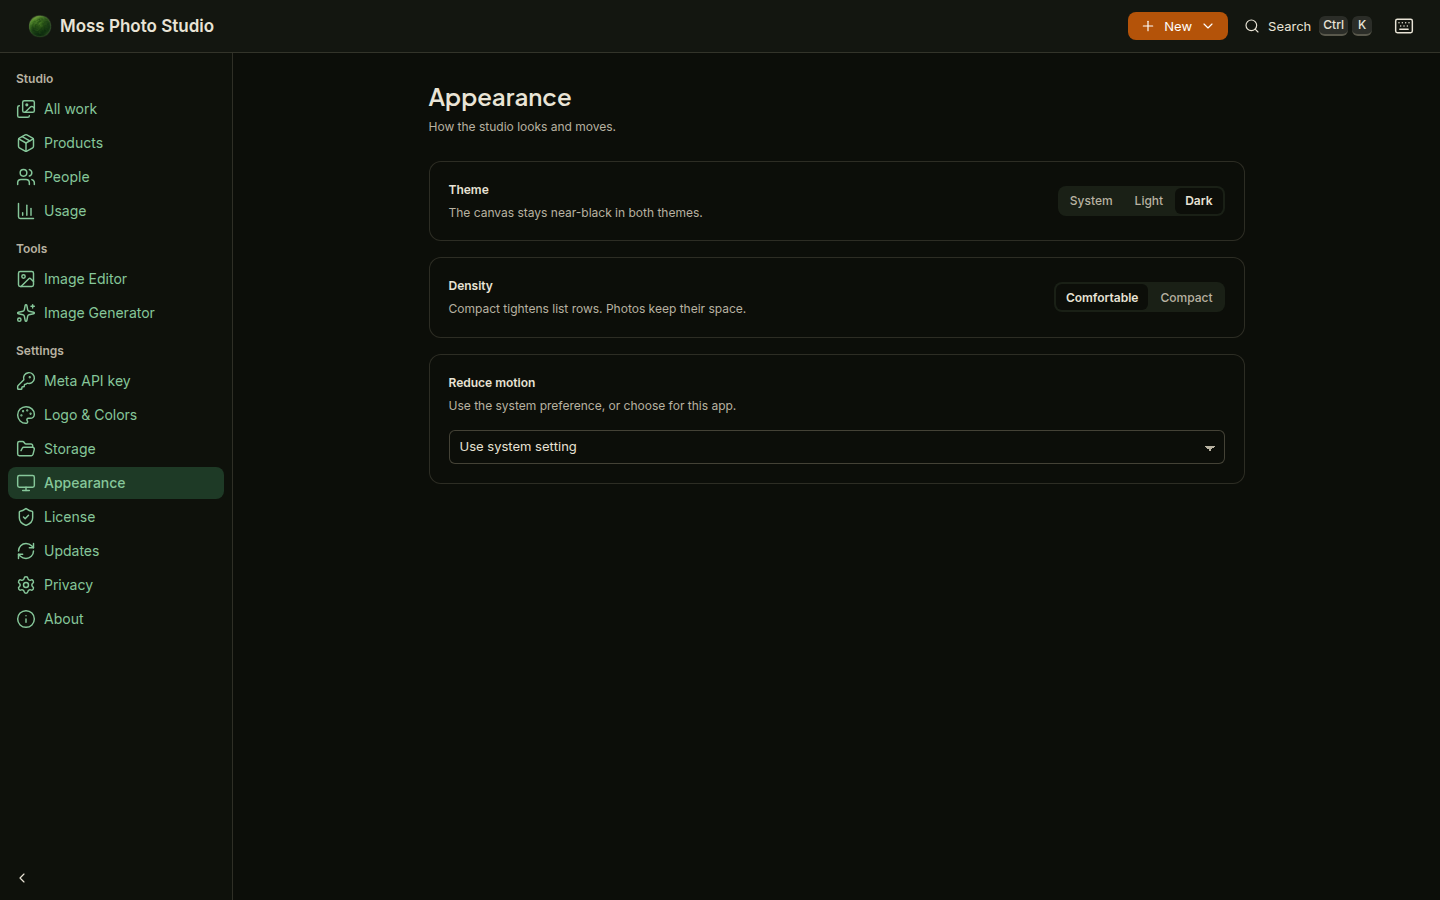 Moss Photo Studio
New
Search Ctrl K
Studio
All work
Products
People
Usage
Tools
Image Editor
Image Generator
Settings
Meta API key
Logo & Colors
Storage
Appearance
License
Updates
Privacy
About
Appearance
How the studio looks and moves.
Theme
The canvas stays near-black in both themes.
System Light Dark
Density
Compact tightens list rows. Photos keep their space.
Comfortable Compact
Reduce motion
Use the system preference, or choose for this app.
Use system setting